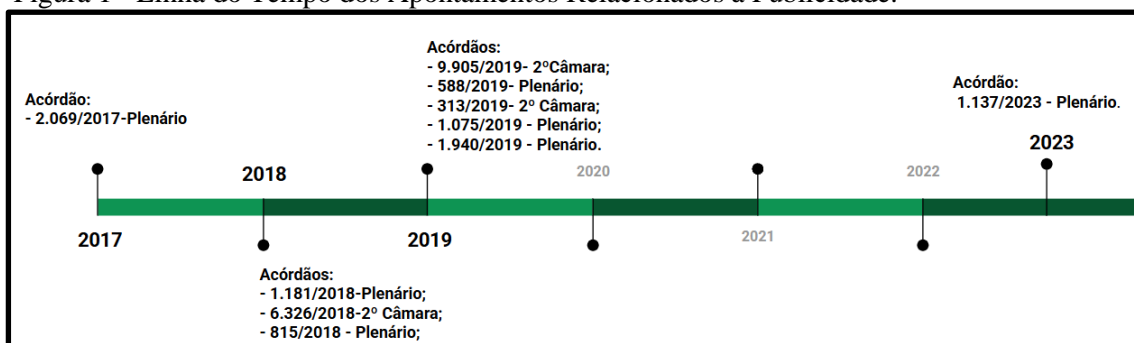 Figura 1 - Linha do Tempo dos Apontamentos Relacionados à Publicidade.
Acórdão:
- 2.069/2017-Plenário
Acórdãos:
- 9.905/2019- 2ºCâmara;
- 588/2019- Plenário;
- 313/2019- 2º Câmara;
- 1.075/2019 - Plenário;
- 1.940/2019 - Plenário.
Acórdão:
1.137/2023 - Plenário.
2018
2020
2022
2023
2017
2019
2021
Acórdãos:
- 1.181/2018-Plenário;
- 6.326/2018-2º Câmara;
- 815/2018 - Plenário;